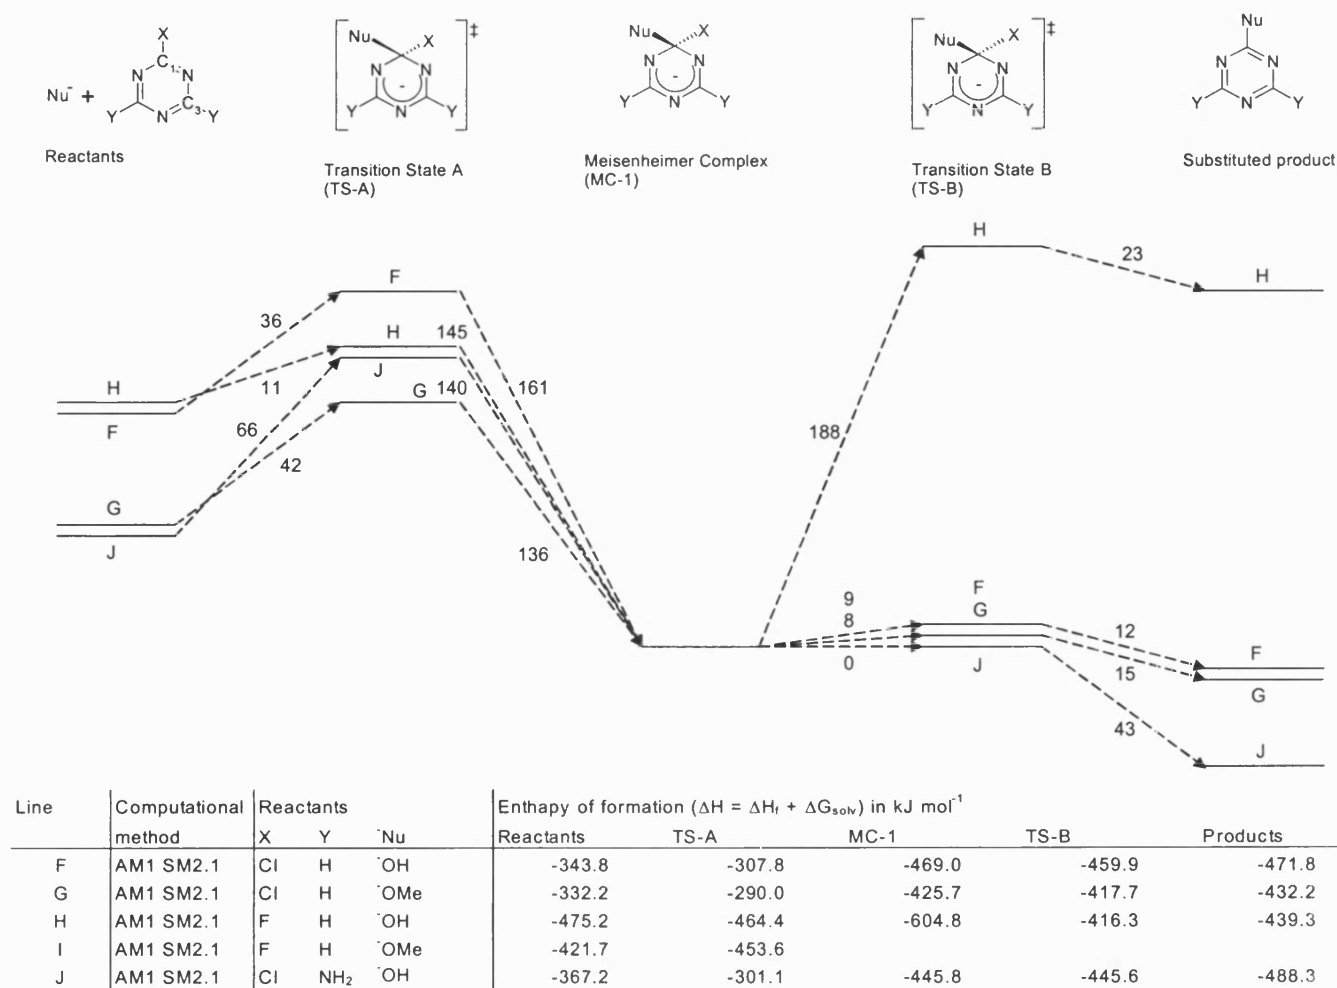 X
C1
N N
Nu- +
Y N C3 Y
Reactants
Nu X ‡
N N
-
Y N Y
Transition State A
(TS-A)
Nu X
N N
-
Y N Y
Meisenheimer Complex
(MC-1)
Nu X ‡
N N
-
Y N Y
Transition State B
(TS-B)
Nu
N N
Y N Y
Substituted product
H
23
H
F
36
H 145
H
11
J
161
G 140
F
66
188
42
G
J
136
9
8
0
F
G
J
12
15
F
G
43
J
Line Computational Reactants Enthapy of formation (ΔH = ΔHf + ΔGsolv) in kJ mol-1
method X Y -Nu Reactants TS-A MC-1 TS-B Products
F AM1 SM2.1 Cl H -OH -343.8 -307.8 -469.0 -459.9 -471.8
G AM1 SM2.1 Cl H -OMe -332.2 -290.0 -425.7 -417.7 -432.2
H AM1 SM2.1 F H -OH -475.2 -464.4 -604.8 -416.3 -439.3
I AM1 SM2.1 F H -OMe -421.7 -453.6
J AM1 SM2.1 Cl NH2 -OH -367.2 -301.1 -445.8 -445.6 -488.3